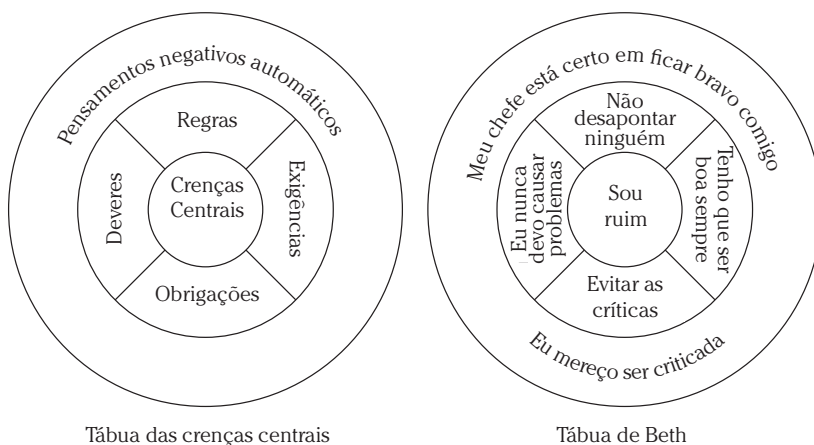 Pensamentos negativos automáticos
Regras
Deveres
Crenças
Centrais
Exigências
Obrigações
Tábua das crenças centrais
Meu chefe está certo em ficar bravo comigo
Não
desapontar
ninguém
Eu nunca
devo causar
problemas
Sou
ruim
Tenho que ser
boa sempre
Evitar as
críticas
Eu mereço ser criticada
Tábua de Beth